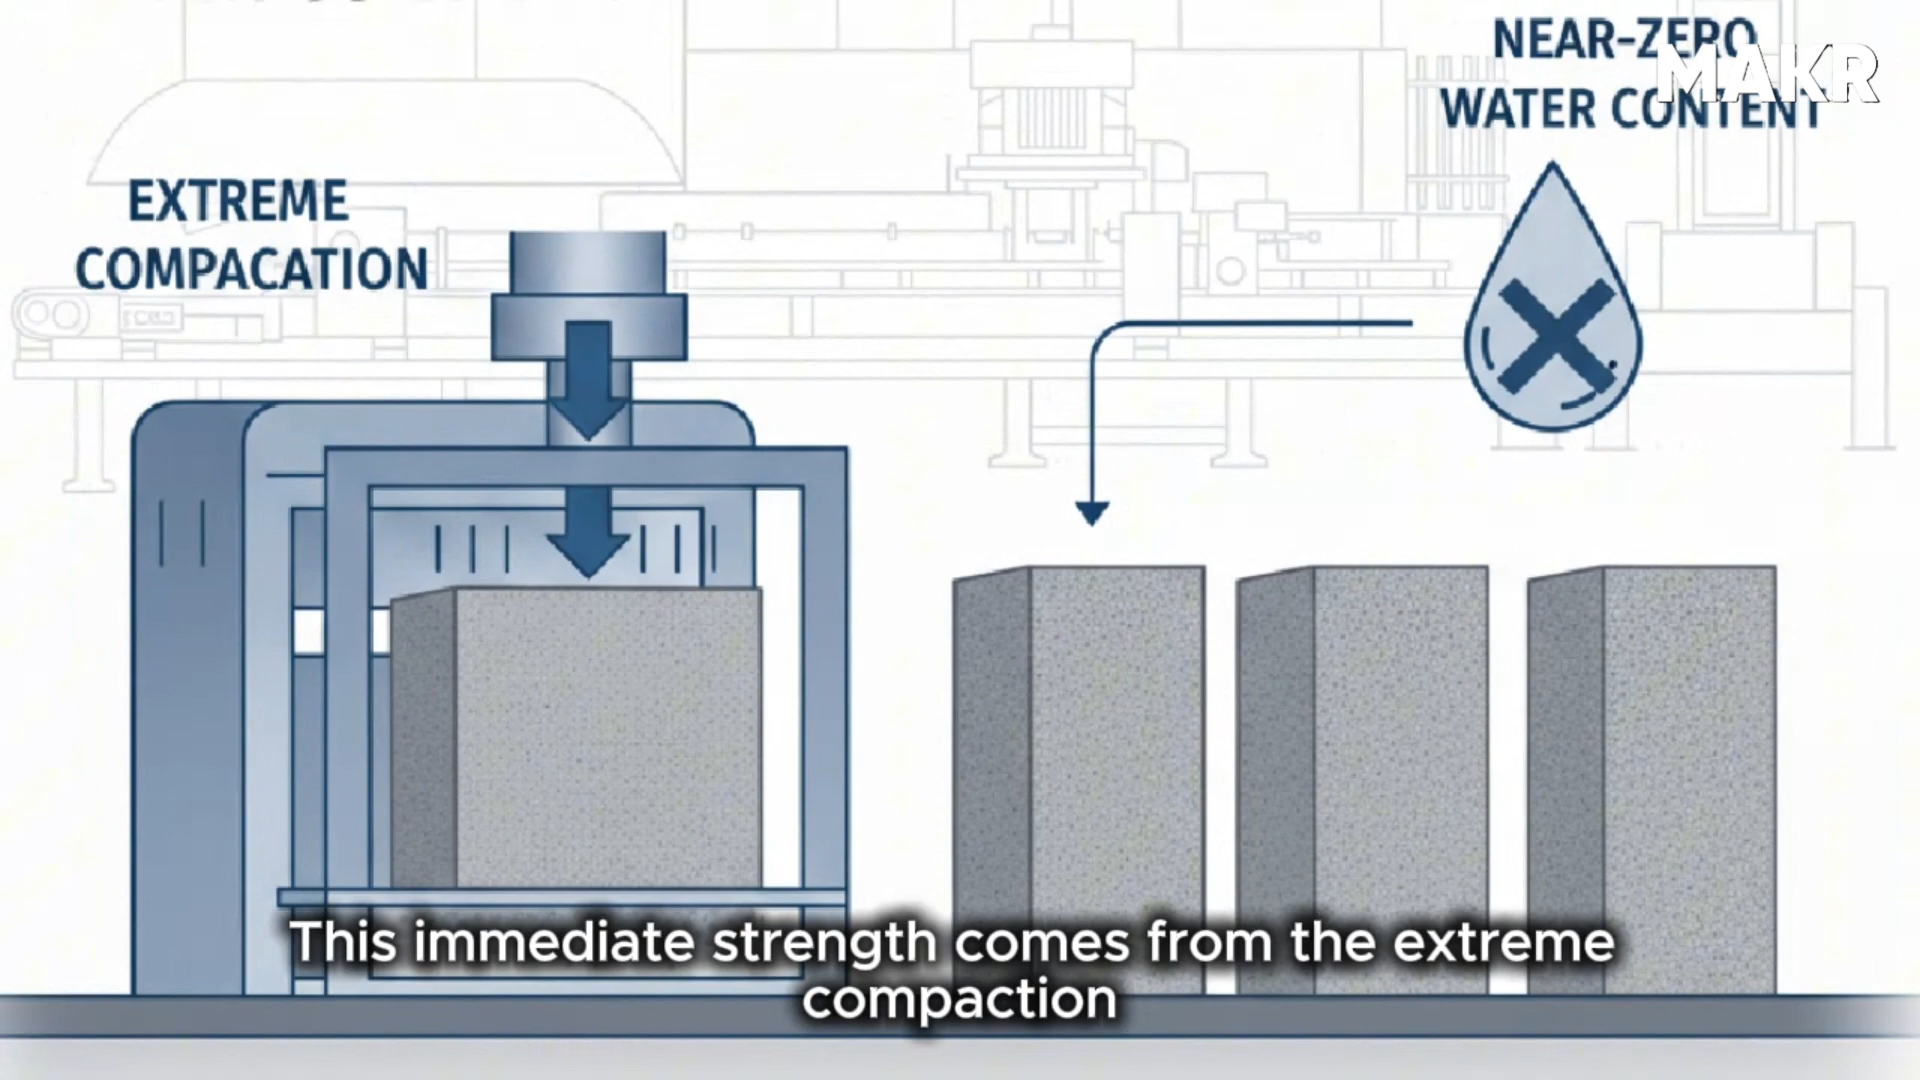 NEAR-ZERO
WATER CONTENT
MAKR
EXTREME
COMPACATION
This immediate strength comes from the extreme
compaction